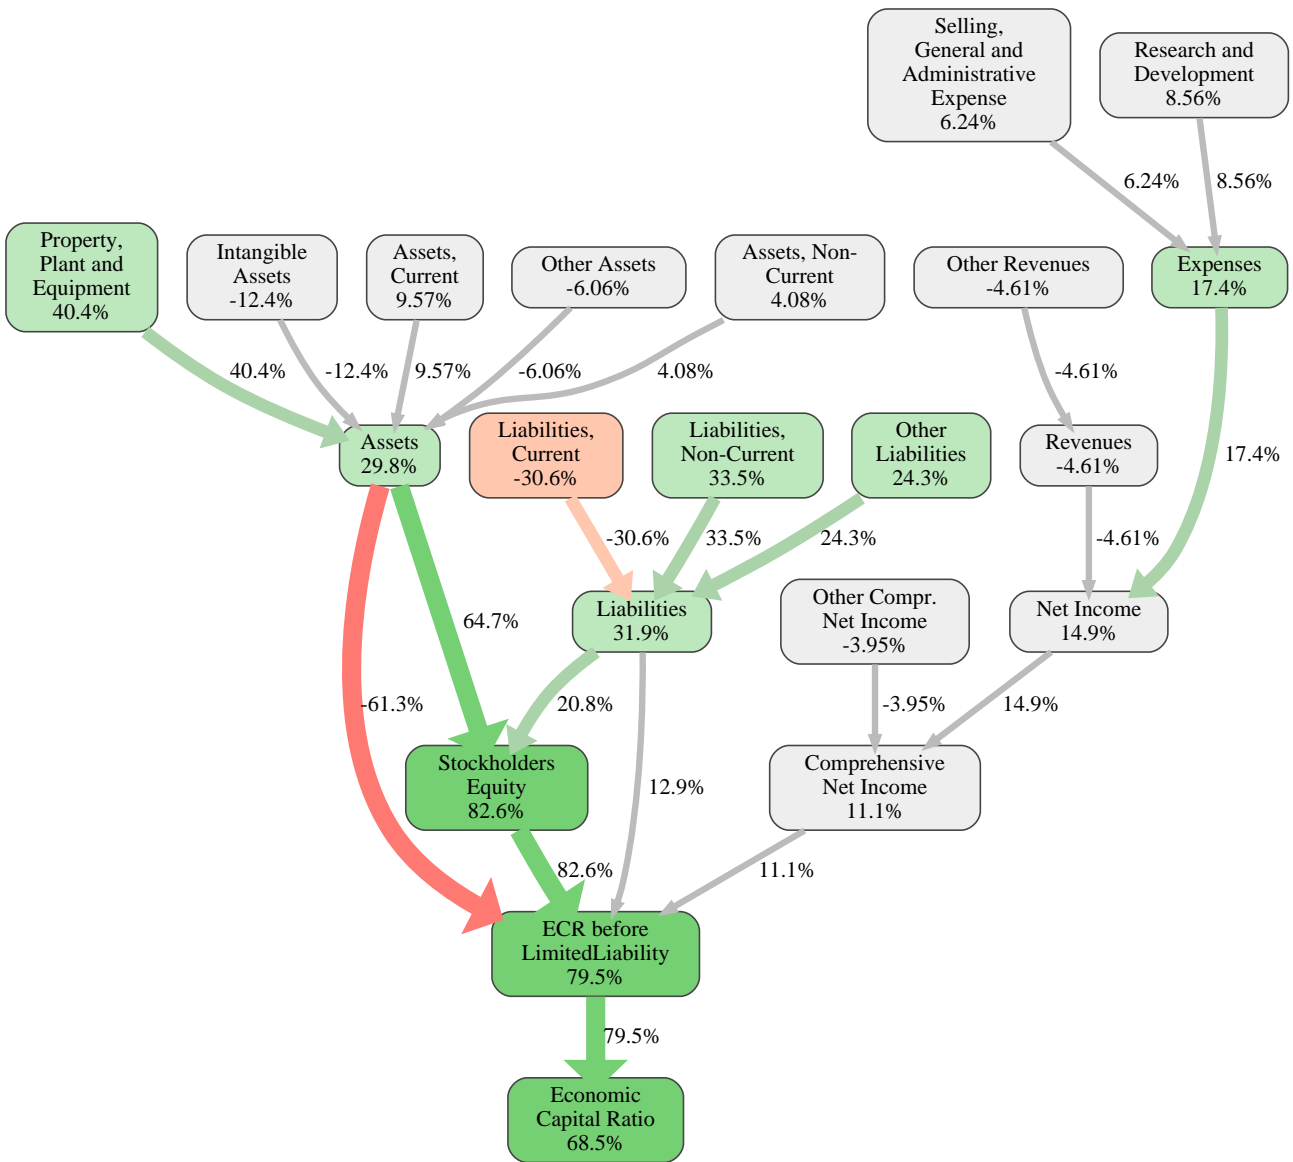 Selling,
General and
Administrative
Expense
6.24%
Research and
Development
8.56%
6.24%
8.56%
Property,
Plant and
Equipment
40.4%
Intangible
Assets
-12.4%
Assets,
Current
9.57%
Other Assets
-6.06%
Assets, Non-
Current
4.08%
Other Revenues
-4.61%
Expenses
17.4%
40.4%
-12.4%
9.57%
-6.06%
4.08%
-4.61%
Assets
29.8%
Liabilities,
Current
-30.6%
Liabilities,
Non-Current
33.5%
Other
Liabilities
24.3%
Revenues
-4.61%
17.4%
-30.6%
33.5%
24.3%
-4.61%
Liabilities
31.9%
Other Compr.
Net Income
-3.95%
Net Income
14.9%
64.7%
-61.3%
20.8%
-3.95%
14.9%
Stockholders
Equity
82.6%
12.9%
Comprehensive
Net Income
11.1%
82.6%
11.1%
ECR before
LimitedLiability
79.5%
79.5%
Economic
Capital Ratio
68.5%